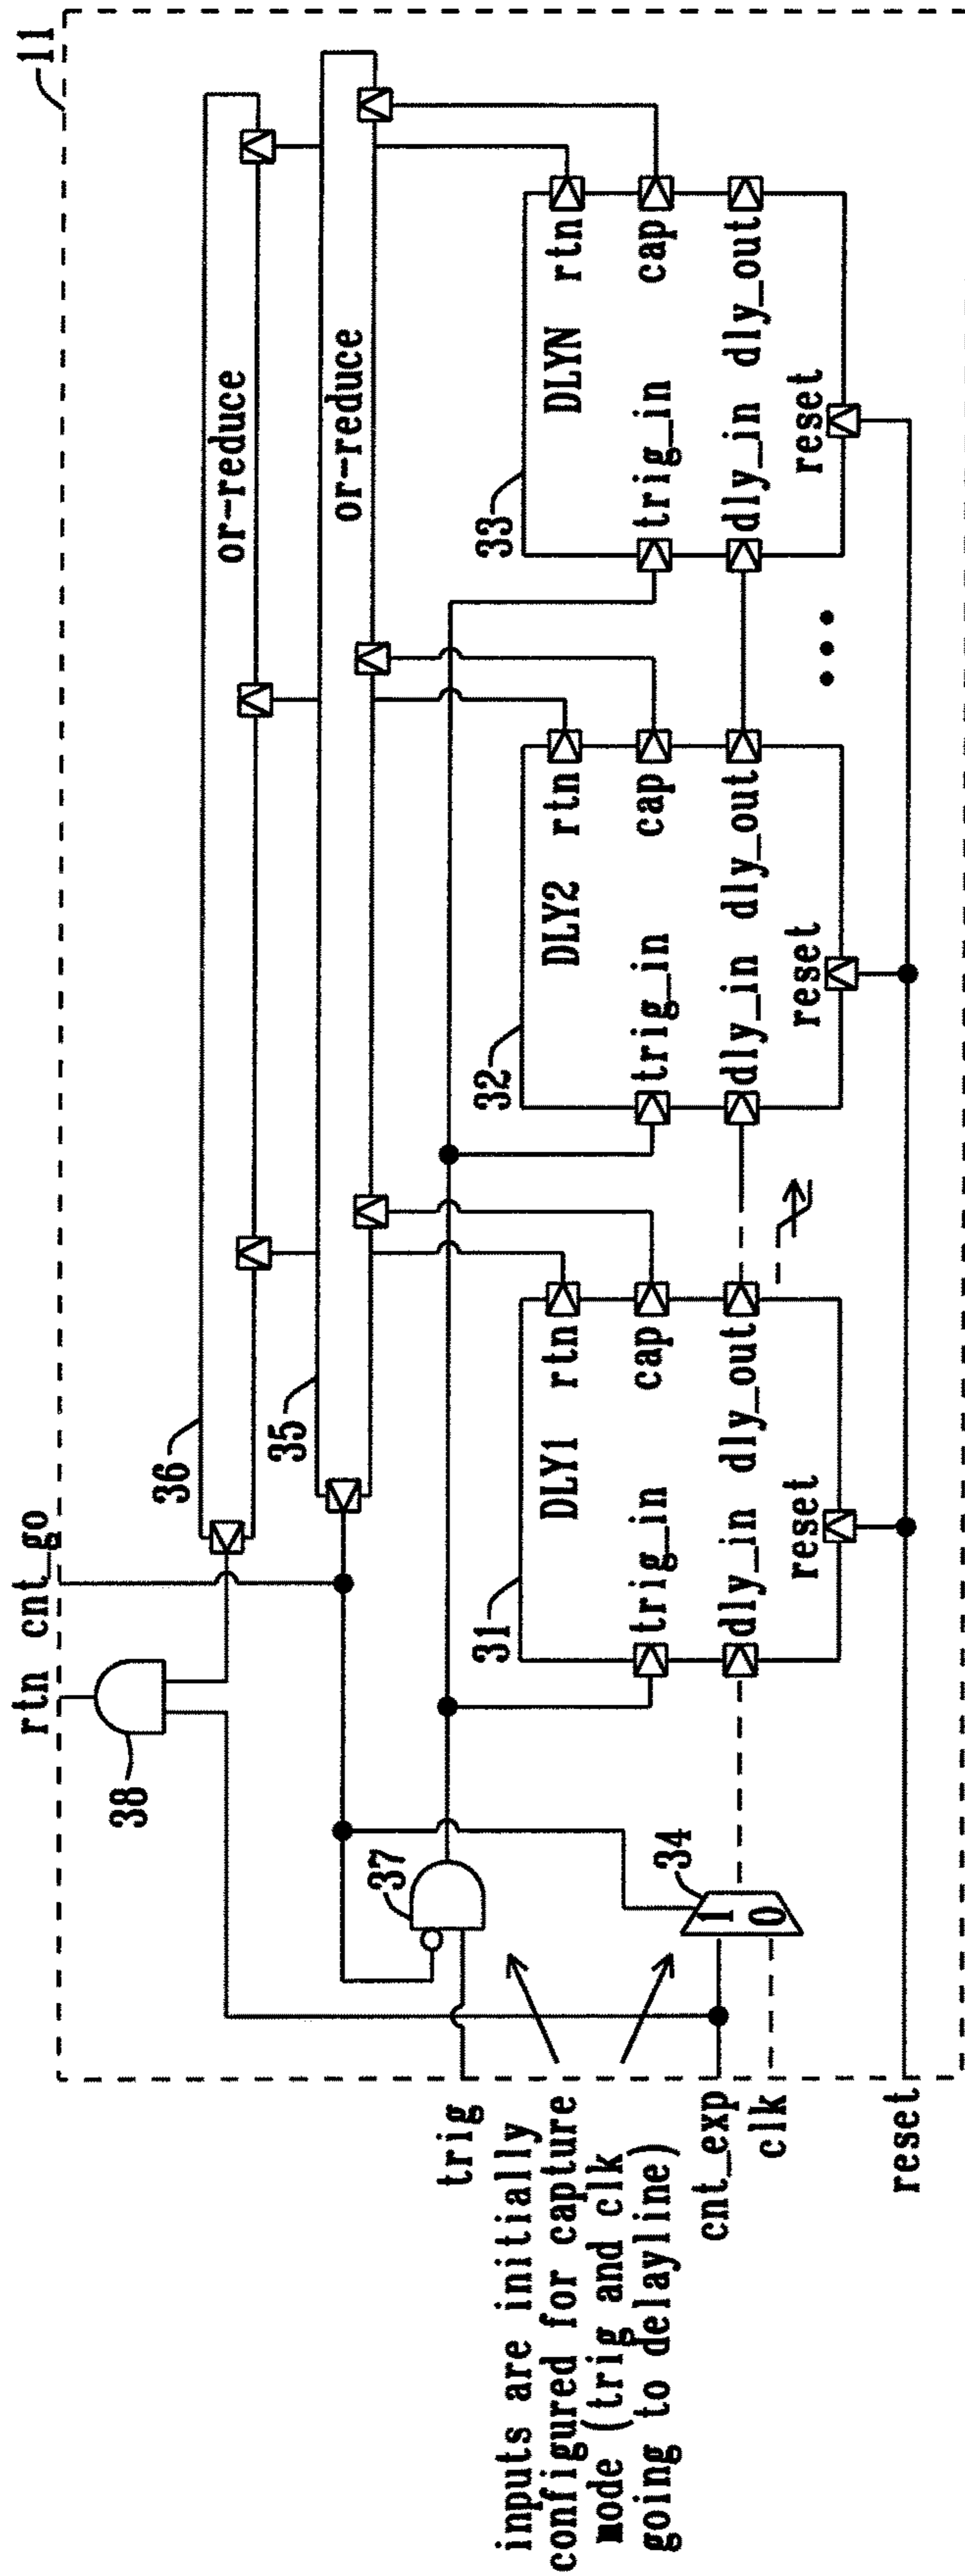 11
rtn cnt_go
38
36
or-reduce
35
or-reduce
37
trig
inputs are initially
configured for capture
mode (trig and clk
going to delayline)
34
1
0
cnt_exp
clk
reset
31
DLY1 rtn
cap
trig_in
dly_in dly_out
reset
32
DLY2 rtn
cap
trig_in
dly_in dly_out
reset
33
DLYN rtn
cap
trig_in
dly_in dly_out
reset